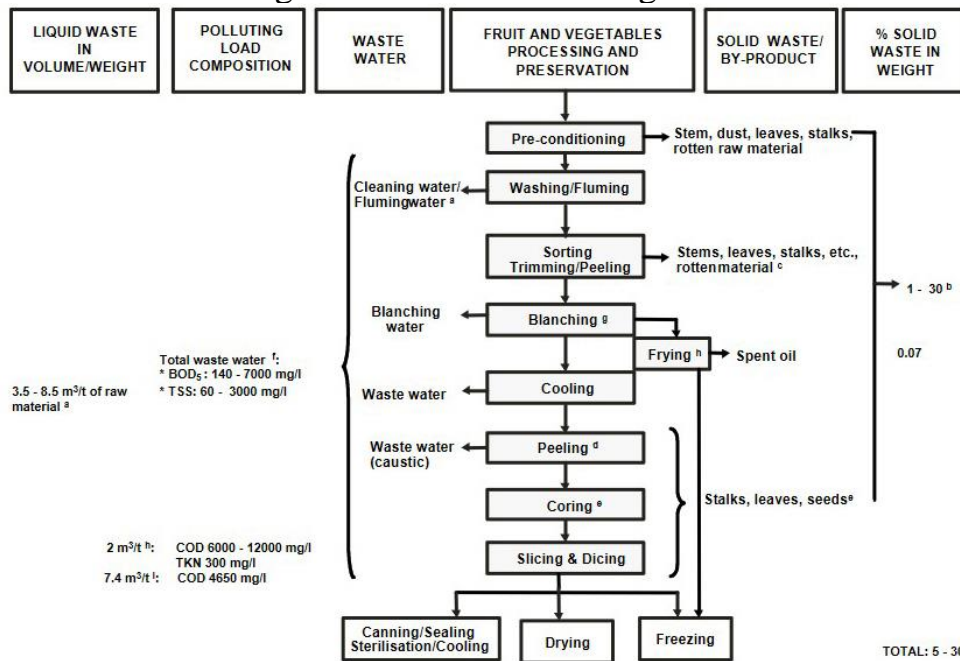 LIQUID WASTE
IN
VOLUME/WEIGHT
POLLUTING
LOAD
COMPOSITION
WASTE
WATER
FRUIT AND VEGETABLES
PROCESSING AND
PRESERVATION
SOLID WASTE/
BY-PRODUCT
% SOLID
WASTE IN
WEIGHT
Pre-conditioning
Stem, dust, leaves, stalks,
rotten raw material
Cleaning water/
Flumingwater a
Washing/Fluming
Sorting
Trimming/Peeling
Stems, leaves, stalks, etc.,
rottenmaterial c
1 - 30 b
Blanching
water
Blanching g
Frying h
Spent oil
0.07
Total waste water f:
* BOD5 : 140 - 7000 mg/l
* TSS: 60 - 3000 mg/l
3.5 - 8.5 m3/t of raw
material a
Waste water
Cooling
Waste water
(caustic)
Peeling d
Coring e
Stalks, leaves, seedse
Slicing & Dicing
2 m3/t h: COD 6000 - 12000 mg/l
TKN 300 mg/l
7.4 m3/t i: COD 4650 mg/l
Canning/Sealing
Sterilisation/Cooling
Drying
Freezing
TOTAL: 5 - 30